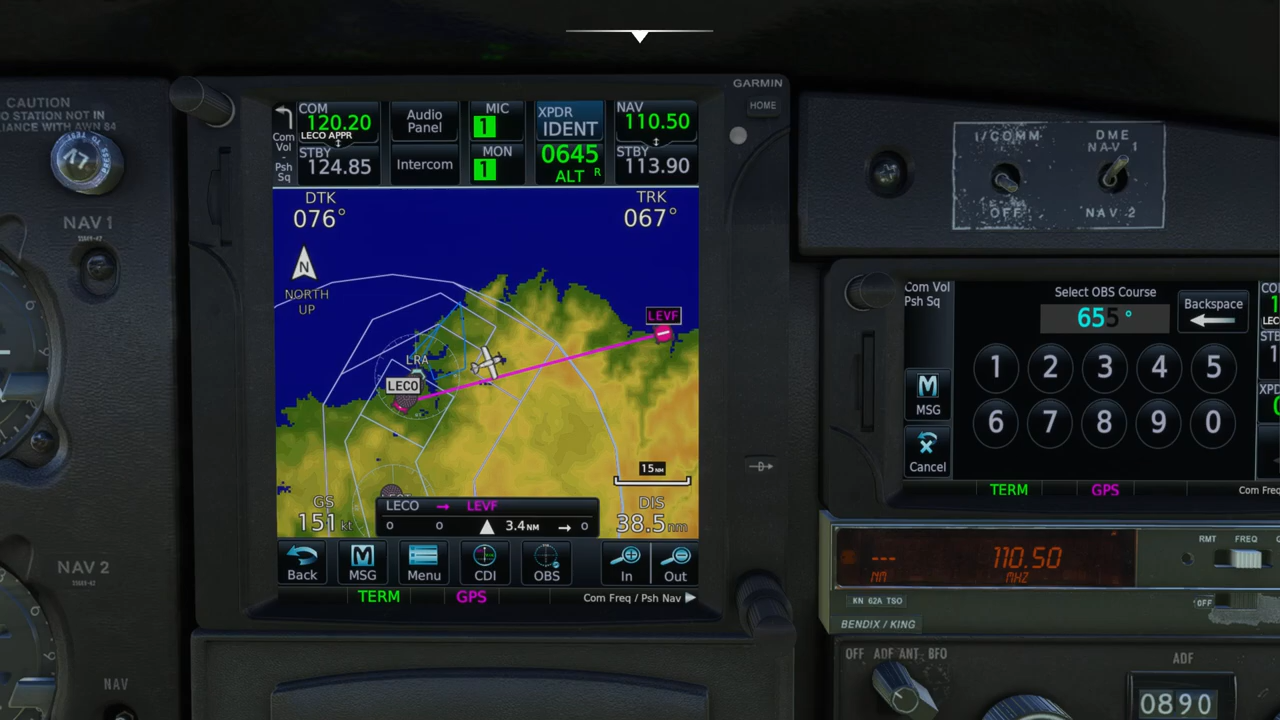 CAUTION
O STATION NOT IN
LIANCE WITH AWN 84
NAV 1
NAV 2
NAV
GARMIN
HOME
COM
120.20
LECO APPR
STBY
124.85
Com
Vol
-
Psh
Sq
Audio
Panel
Intercom
MIC
1
MON
1
XPDR
IDENT
0645
ALT R
NAV
110.50
STBY
113.90
DTK
076°
TRK
067°
N
NORTH
UP
LEVF
LRA
LECO
15NM
GS
151kt
LECO → LEVF
0 0 3.4NM → 0
DIS
38.5nm
Back
MSG
Menu
CDI
OBS
In
Out
TERM
GPS
Com Freq / Psh Nav
I/COMM
OFF
DME
NAV 1
NAV 2
Com Vol
Psh Sq
Select OBS Course
655°
Backspace
1 2 3 4 5
6 7 8 9 0
MSG
Cancel
TERM
GPS
Com Freq
---
NM
110.50
MHZ
RMT
FREQ
OFF
KN 62A TSO
BENDIX / KING
OFF ADF ANT BFO
ADF
0890